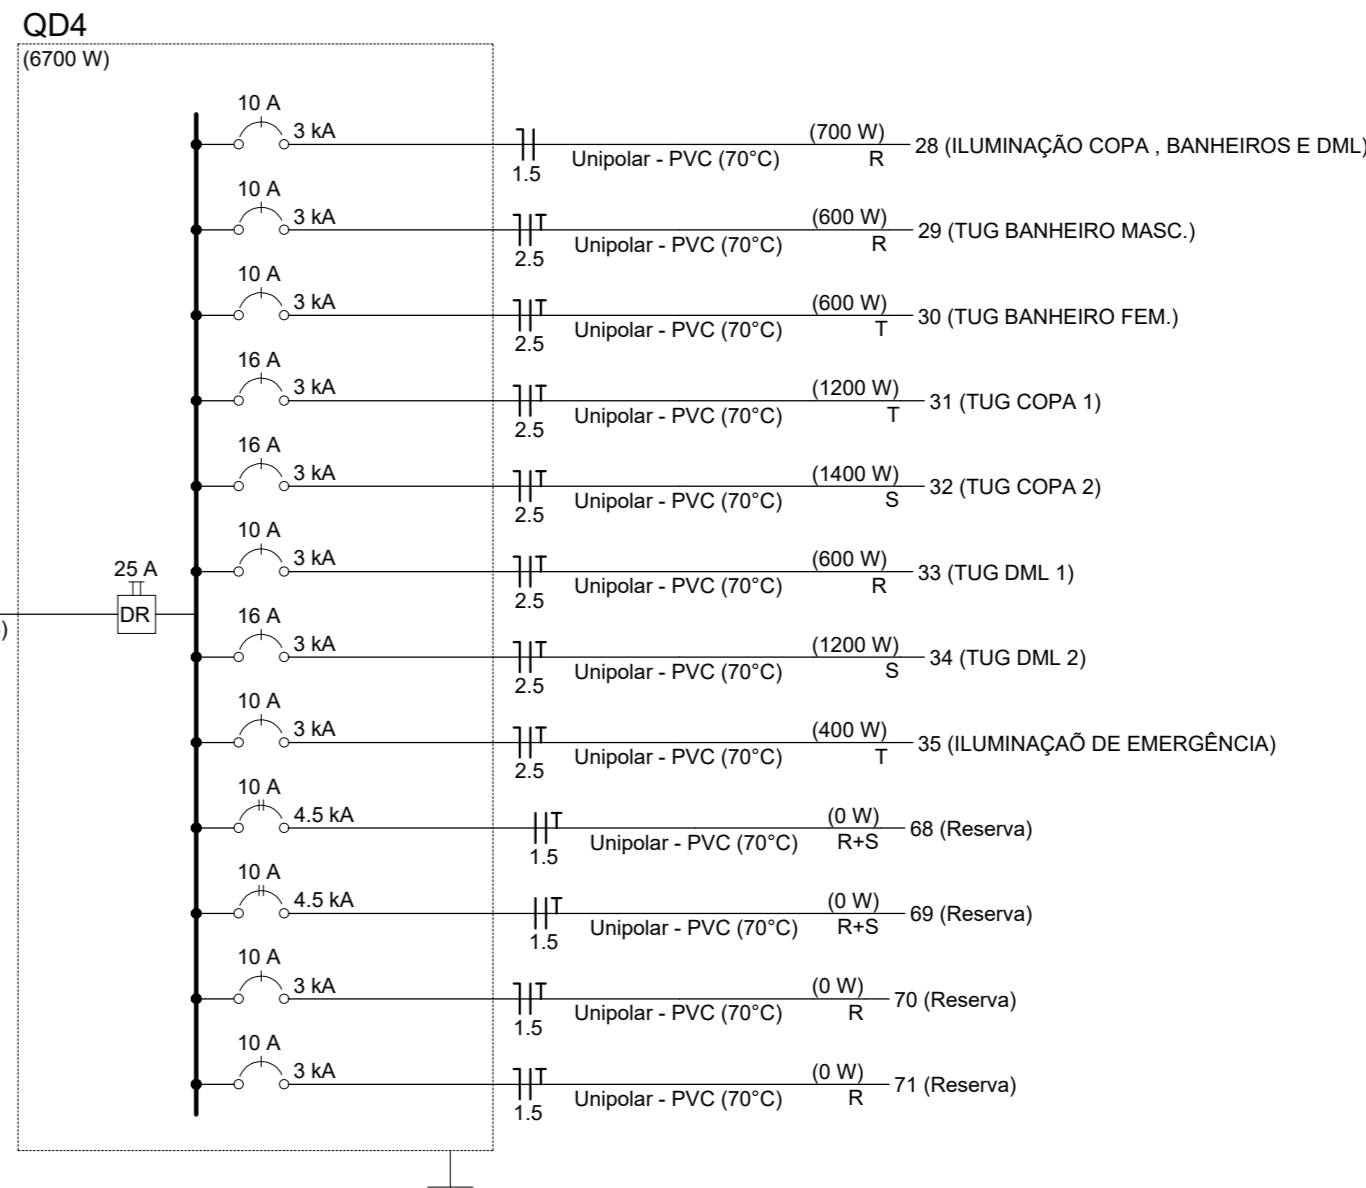 QD4
(6700 W)
10 A
3 kA
1.5
Unipolar - PVC (70°C)
(700 W)
R
28 (ILUMINAÇÃO COPA , BANHEIROS E DML)
10 A
3 kA
T
2.5
Unipolar - PVC (70°C)
(600 W)
R
29 (TUG BANHEIRO MASC.)
10 A
3 kA
T
2.5
Unipolar - PVC (70°C)
(600 W)
T
30 (TUG BANHEIRO FEM.)
16 A
3 kA
T
2.5
Unipolar - PVC (70°C)
(1200 W)
T
31 (TUG COPA 1)
16 A
3 kA
T
2.5
Unipolar - PVC (70°C)
(1400 W)
S
32 (TUG COPA 2)
10 A
3 kA
T
2.5
Unipolar - PVC (70°C)
(600 W)
R
33 (TUG DML 1)
25 A
DR
)
16 A
3 kA
T
2.5
Unipolar - PVC (70°C)
(1200 W)
S
34 (TUG DML 2)
10 A
3 kA
T
2.5
Unipolar - PVC (70°C)
(400 W)
T
35 (ILUMINAÇAÕ DE EMERGÊNCIA)
10 A
4.5 kA
T
1.5
Unipolar - PVC (70°C)
(0 W)
R+S
68 (Reserva)
10 A
4.5 kA
T
1.5
Unipolar - PVC (70°C)
(0 W)
R+S
69 (Reserva)
10 A
3 kA
T
1.5
Unipolar - PVC (70°C)
(0 W)
R
70 (Reserva)
10 A
3 kA
T
1.5
Unipolar - PVC (70°C)
(0 W)
R
71 (Reserva)